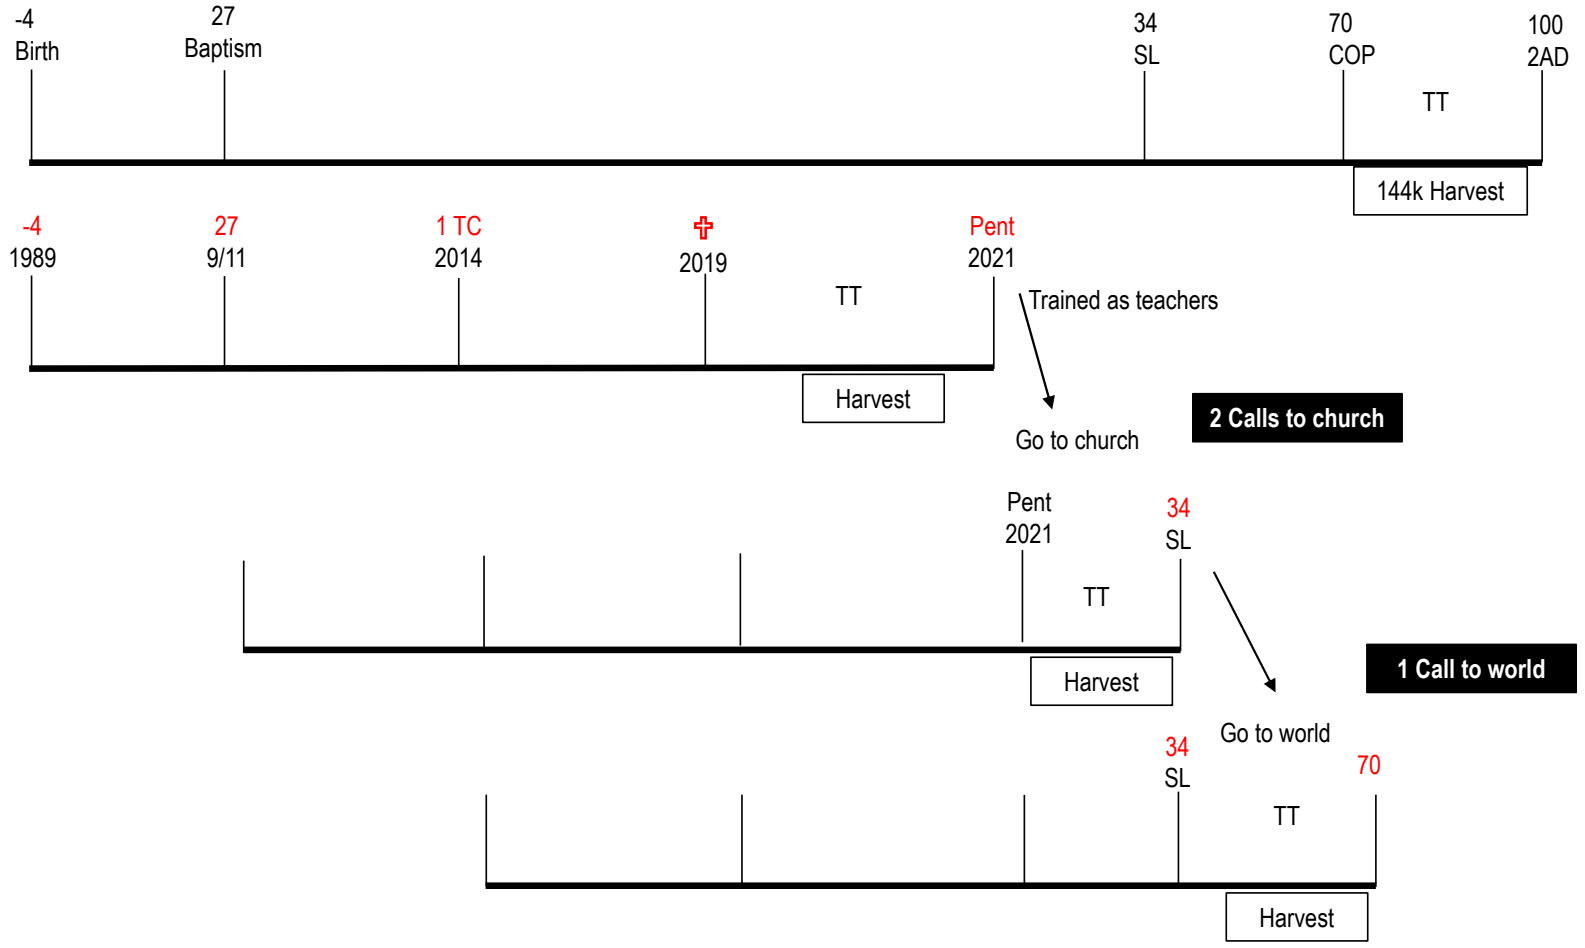 -4
Birth
27
Baptism
34
SL
70
COP
100
2AD
TT
144k Harvest
-4
1989
27
9/11
1 TC
2014
2019
Pent
2021
TT
Trained as teachers
Harvest
2 Calls to church
Go to church
Pent
2021
34
SL
TT
Harvest
1 Call to world
Go to world
34
SL
70
TT
Harvest